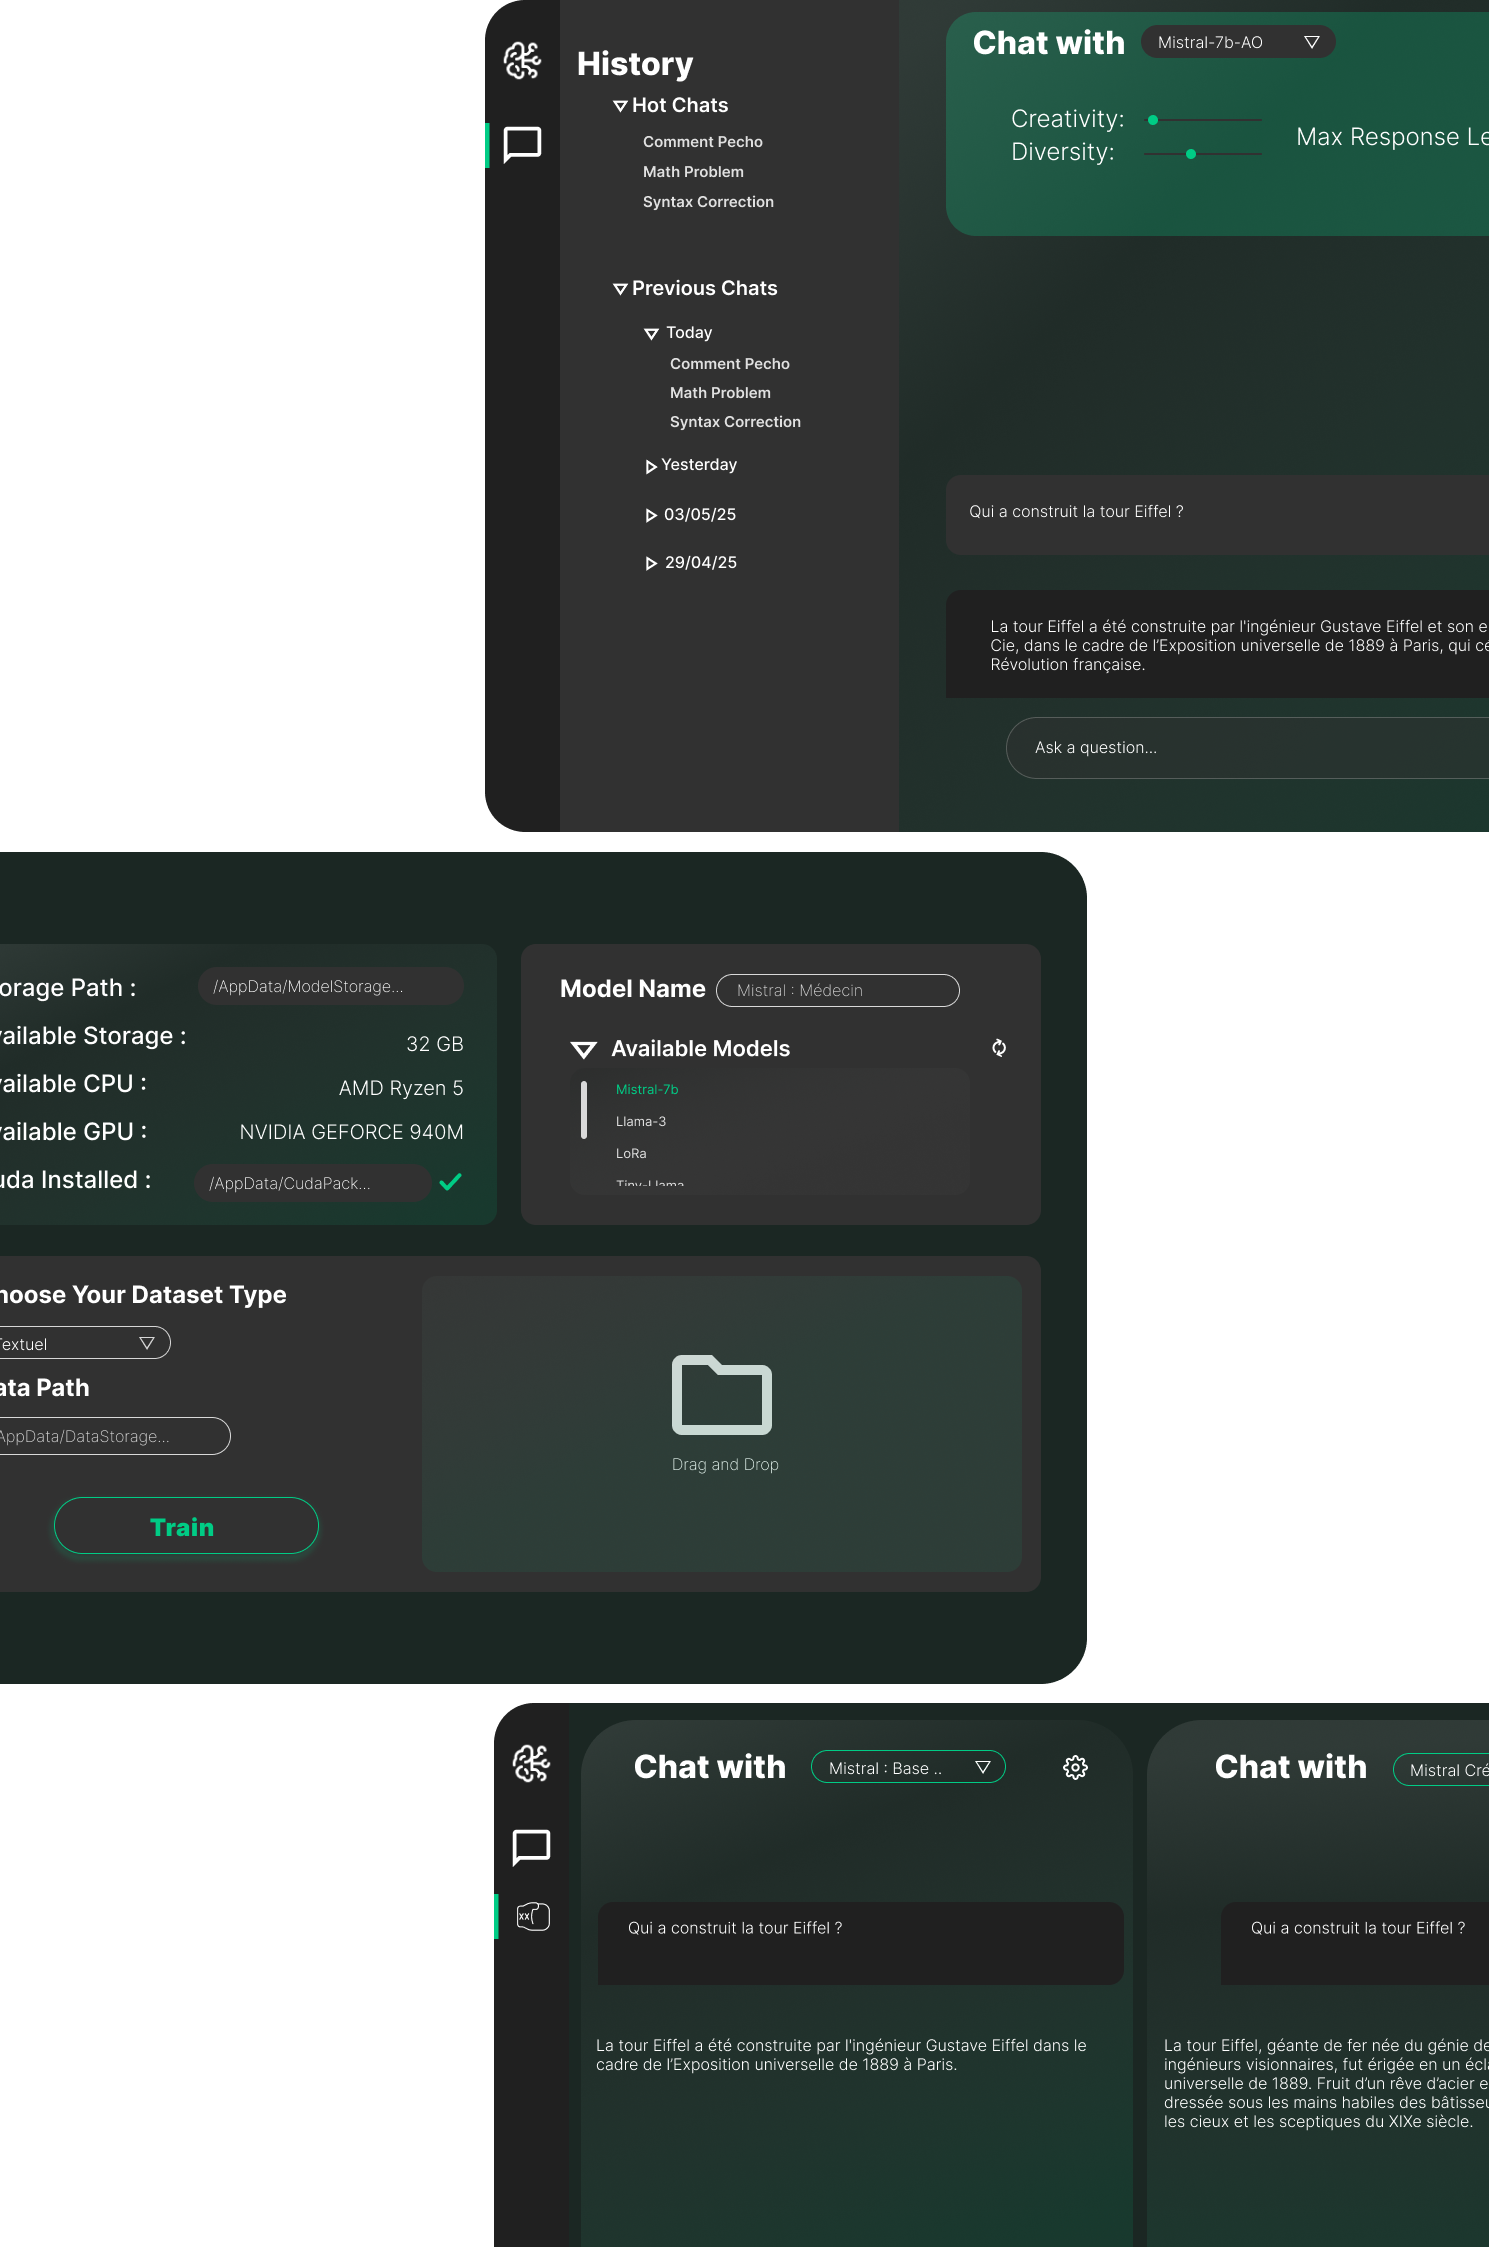 History
Hot Chats
Comment Pecho
Math Problem
Syntax Correction
Previous Chats
Today
Comment Pecho
Math Problem
Syntax Correction
Yesterday
03/05/25
29/04/25
Chat with
Mistral-7b-AO
Creativity:
Diversity:
Max Response Le
Qui a construit la tour Eiffel ?
La tour Eiffel a été construite par l'ingénieur Gustave Eiffel et son e
Cie, dans le cadre de l’Exposition universelle de 1889 à Paris, qui cé
Révolution française.
Ask a question...
orage Path :
/AppData/ModelStorage...
ailable Storage :
32 GB
ailable CPU :
AMD Ryzen 5
ailable GPU :
NVIDIA GEFORCE 940M
uda Installed :
/AppData/CudaPack...
Model Name
Mistral : Médecin
Available Models
Mistral-7b
Llama-3
LoRa
Tiny-Llama
hoose Your Dataset Type
Textuel
ata Path
AppData/DataStorage...
Train
Drag and Drop
Chat with
Mistral : Base ..
Qui a construit la tour Eiffel ?
La tour Eiffel a été construite par l'ingénieur Gustave Eiffel dans le
cadre de l’Exposition universelle de 1889 à Paris.
Chat with
Mistral Cré
Qui a construit la tour Eiffel ?
La tour Eiffel, géante de fer née du génie de
ingénieurs visionnaires, fut érigée en un écla
universelle de 1889. Fruit d’un rêve d’acier e
dressée sous les mains habiles des bâtisseu
les cieux et les sceptiques du XIXe siècle.